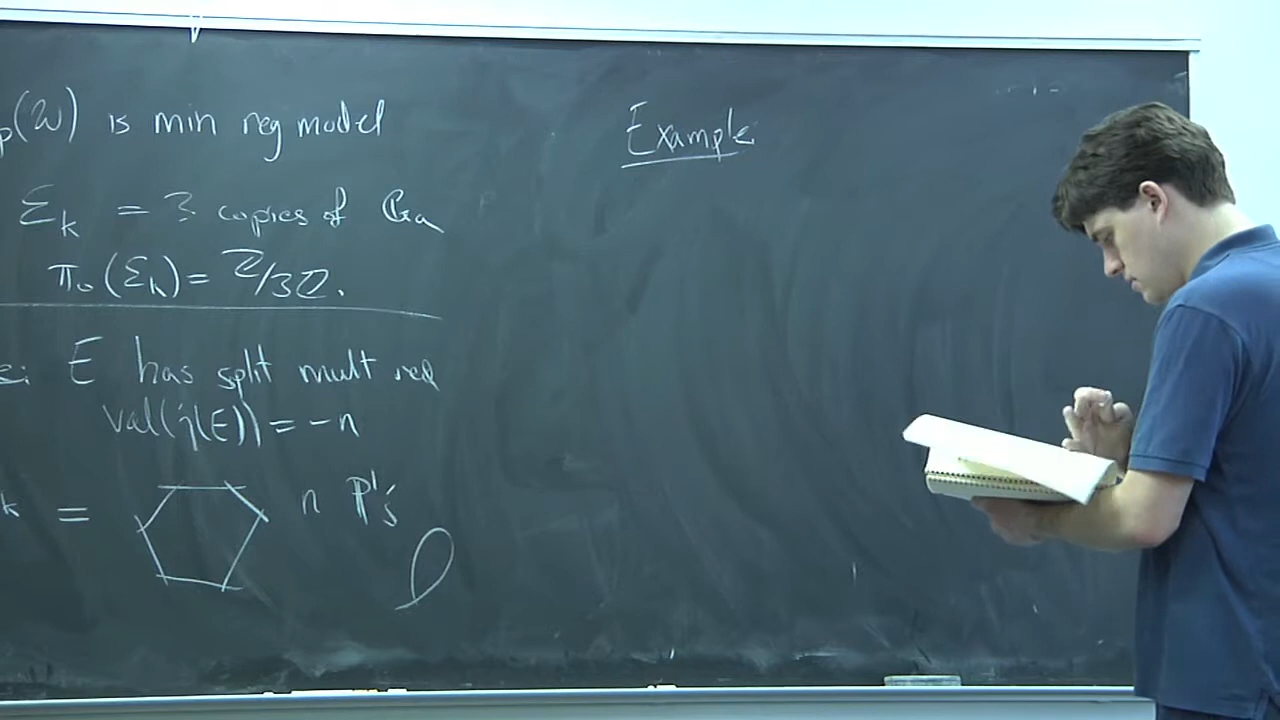 p(W) is min reg model
ℰk = 3 copies of Ga
π₀(ℰk) = ℤ/3ℤ.
e: E has split mult red
val(j(E)) = -n
k = n ℙ¹'s
Example